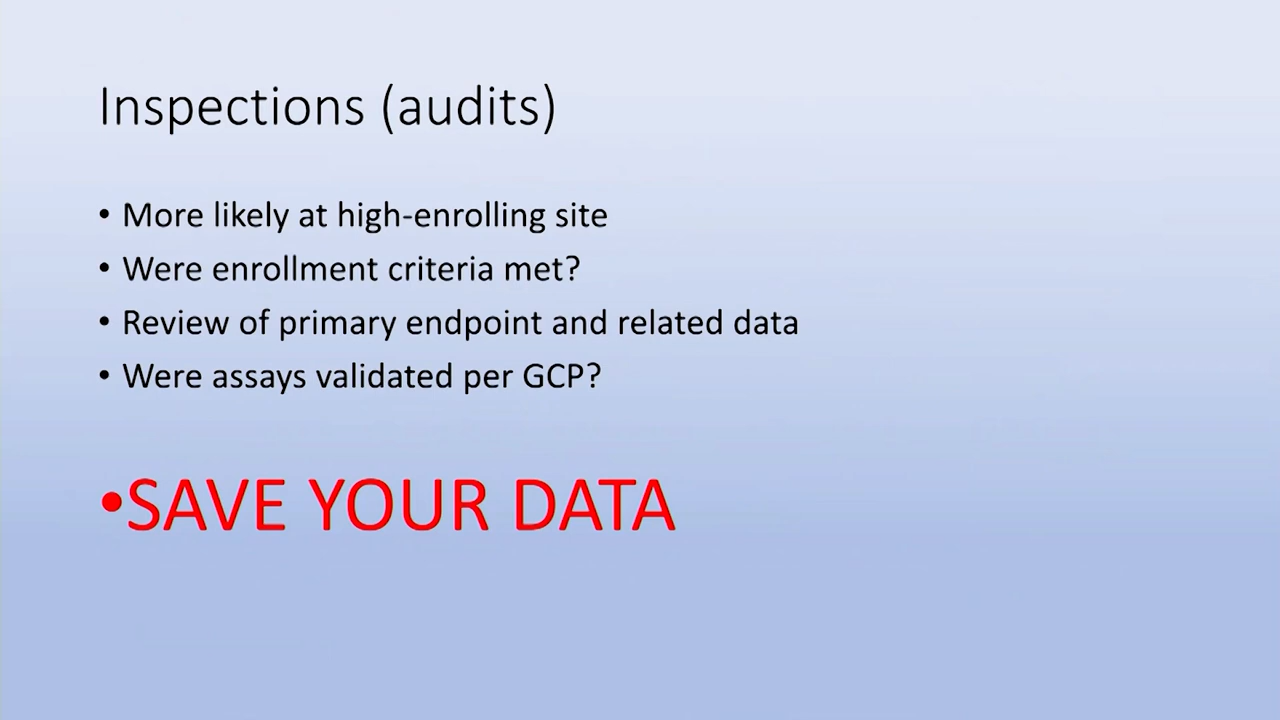 Inspections (audits)
• More likely at high-enrolling site
• Were enrollment criteria met?
• Review of primary endpoint and related data
• Were assays validated per GCP?
•SAVE YOUR DATA